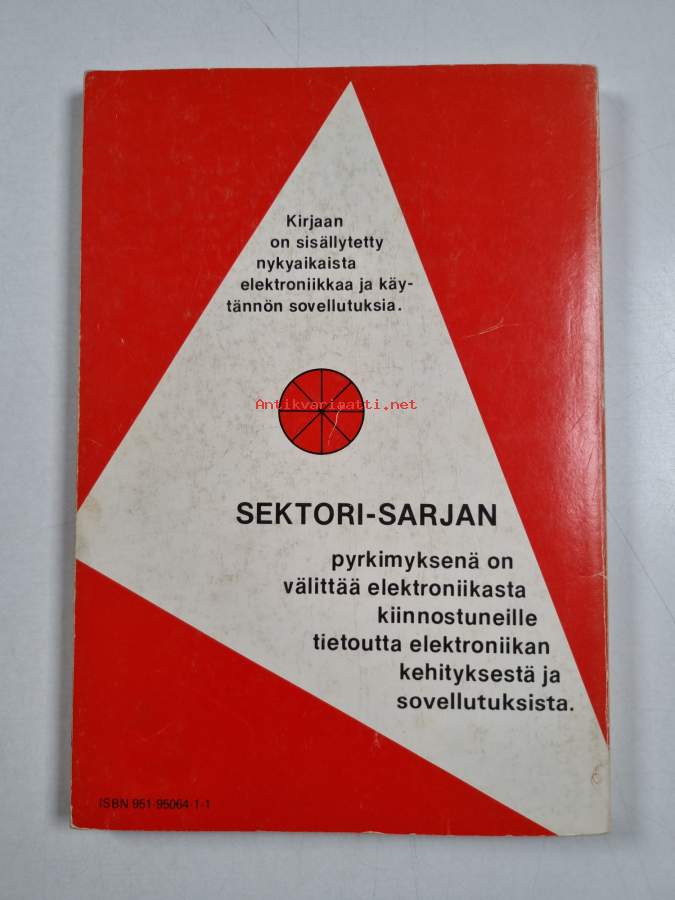 Kirjaan
on sisällytetty
nykyaikaista
elektroniikkaa ja käy-
tännön sovellutuksia.
Antikvariaatti.net
SEKTORI-SARJAN
pyrkimyksenä on
välittää elektroniikasta
kiinnostuneille
tietoutta elektroniikan
kehityksestä ja
sovellutuksista.
ISBN 951-95064-1-1